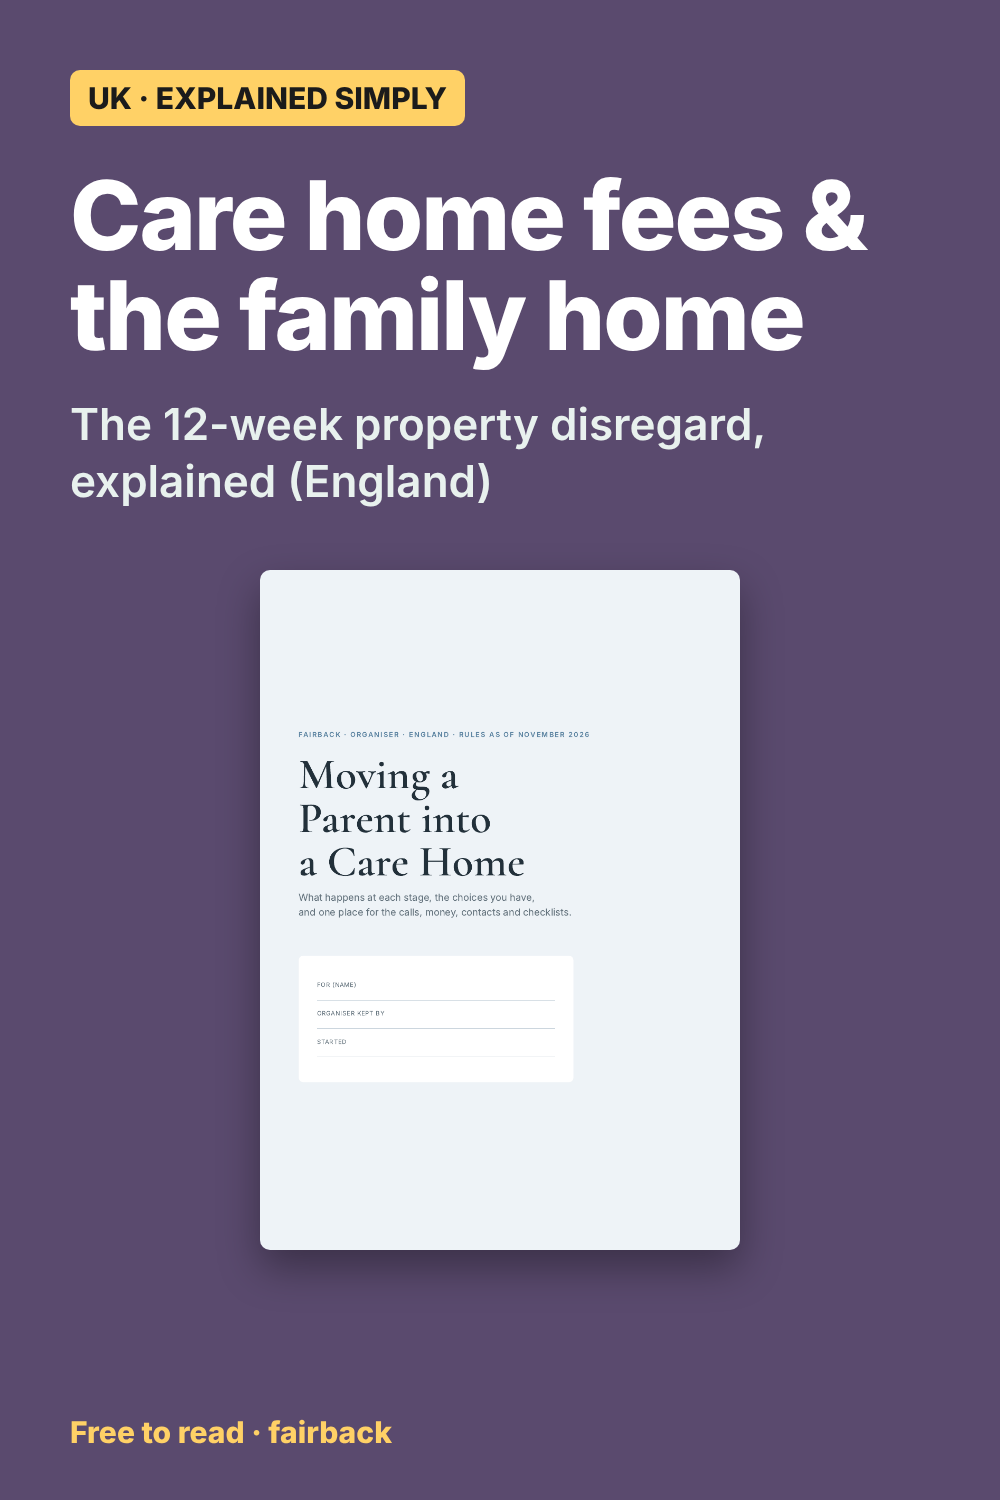 UK · EXPLAINED SIMPLY
Care home fees &
the family home
The 12-week property disregard,
explained (England)
FAIRBACK · ORGANISER · ENGLAND · RULES AS OF NOVEMBER 2026
Moving a
Parent into
a Care Home
What happens at each stage, the choices you have,
and one place for the calls, money, contacts and checklists.
FOR (NAME)
ORGANISER KEPT BY
STARTED
Free to read · fairback